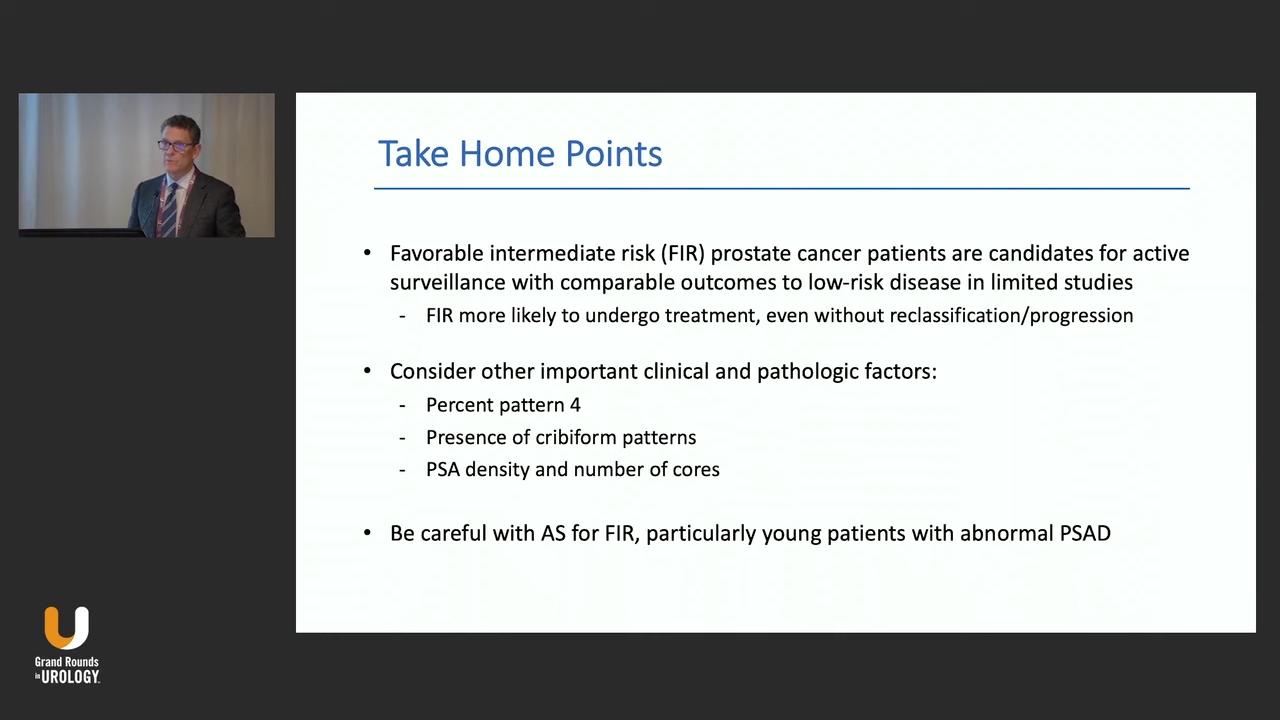 Take Home Points
• Favorable intermediate risk (FIR) prostate cancer patients are candidates for active
surveillance with comparable outcomes to low-risk disease in limited studies
- FIR more likely to undergo treatment, even without reclassification/progression
• Consider other important clinical and pathologic factors:
- Percent pattern 4
- Presence of cribiform patterns
- PSA density and number of cores
• Be careful with AS for FIR, particularly young patients with abnormal PSAD
Grand Rounds
in UROLOGY